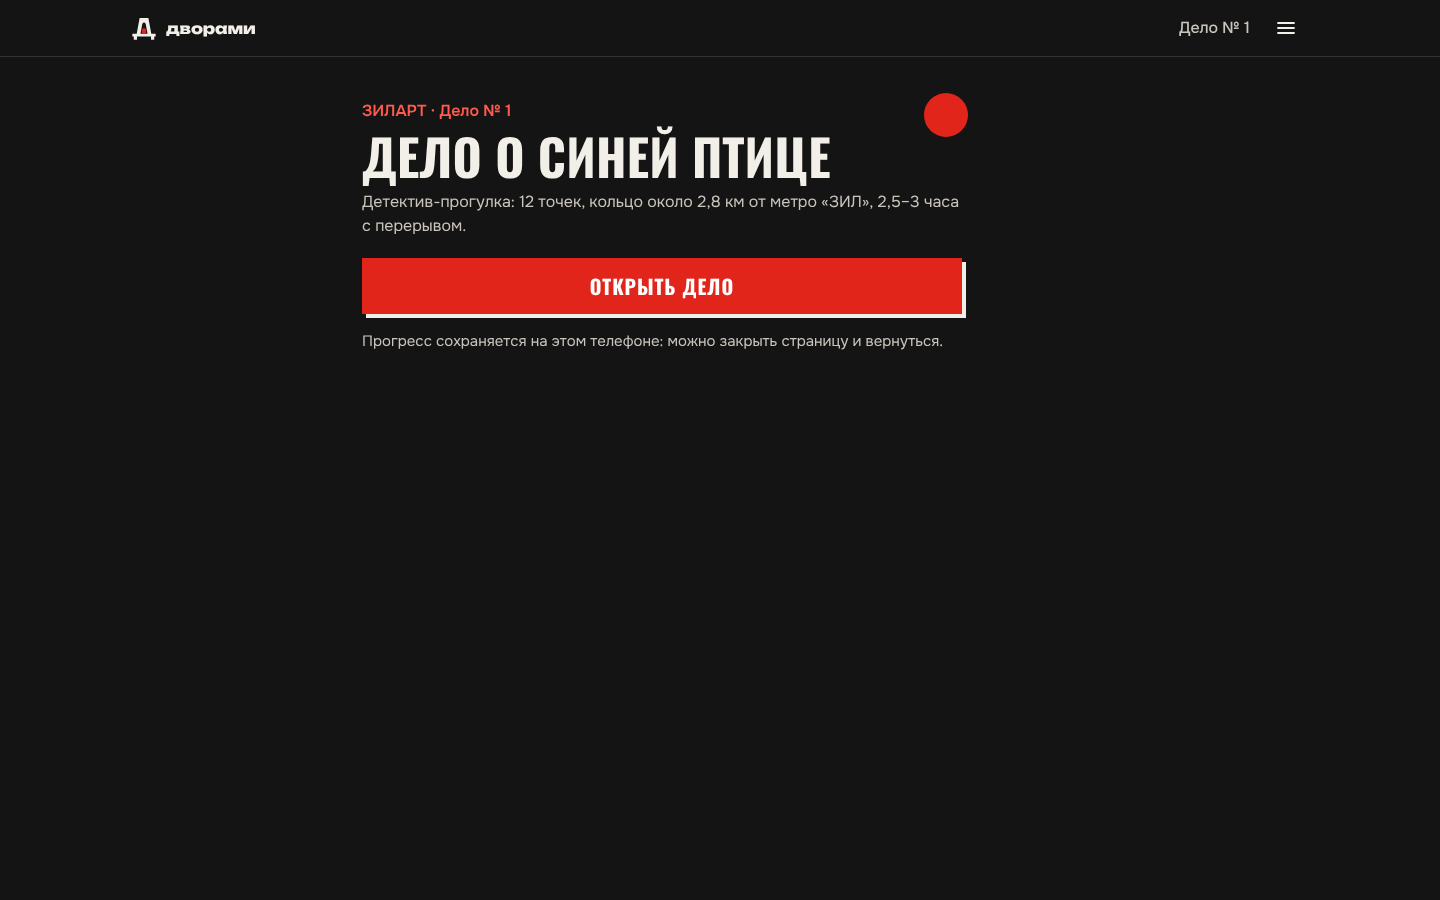 дворами
Дело № 1
ЗИЛАРТ · Дело № 1
ДЕЛО О СИНЕЙ ПТИЦЕ
Детектив-прогулка: 12 точек, кольцо около 2,8 км от метро «ЗИЛ», 2,5–3 часа
с перерывом.
ОТКРЫТЬ ДЕЛО
Прогресс сохраняется на этом телефоне: можно закрыть страницу и вернуться.